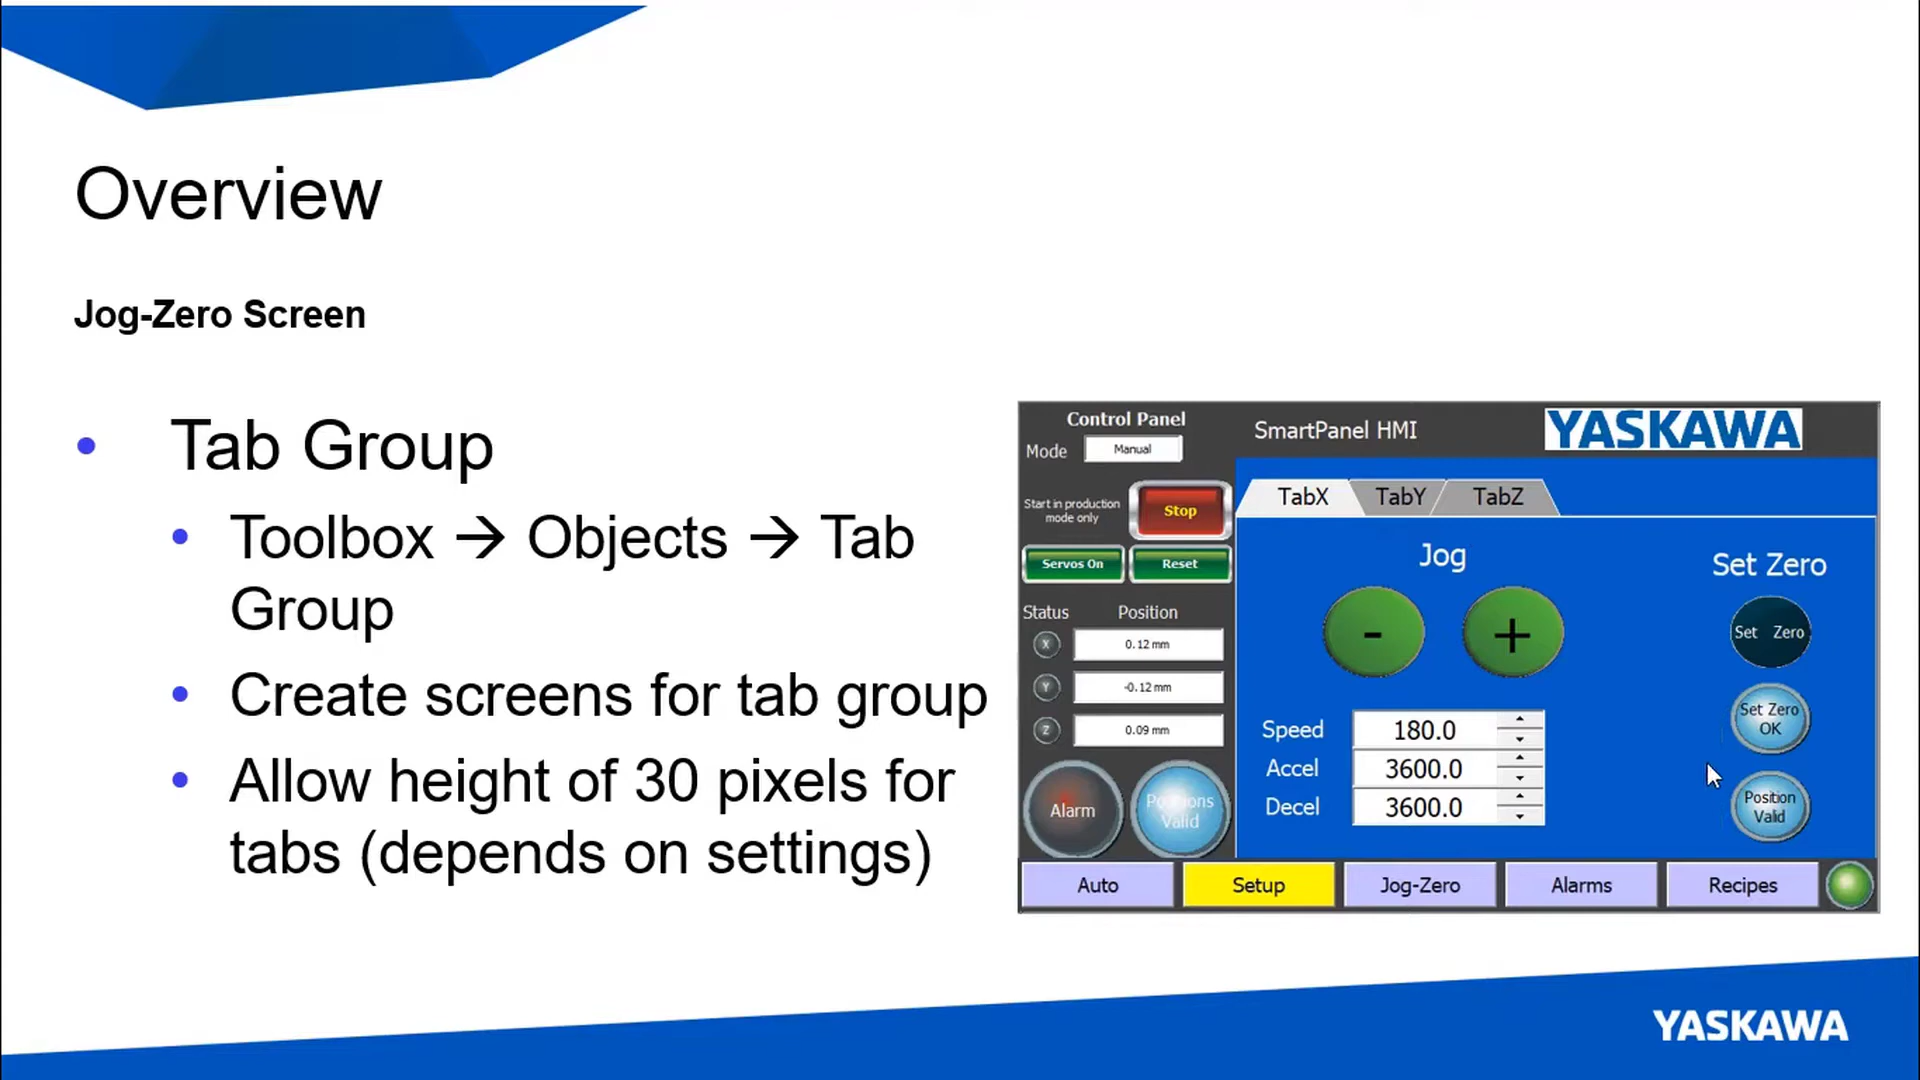 Overview
Jog-Zero Screen
• Tab Group
• Toolbox → Objects → Tab
Group
• Create screens for tab group
• Allow height of 30 pixels for
tabs (depends on settings)
Control Panel
Mode Manual
Start in production
mode only
Stop
Servos On Reset
Status Position
X 0.12 mm
Y -0.12 mm
Z 0.09 mm
Alarm
Positions
Valid
SmartPanel HMI
YASKAWA
TabX TabY TabZ
Jog
- +
Speed 180.0
Accel 3600.0
Decel 3600.0
Set Zero
Set Zero
Set Zero
OK
Position
Valid
Auto Setup Jog-Zero Alarms Recipes
YASKAWA